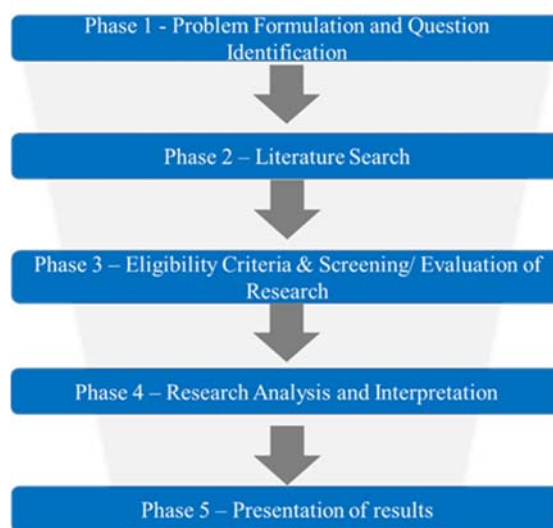 Phase 1 - Problem Formulation and Question
Identification
Phase 2 – Literature Search
Phase 3 – Eligibility Criteria & Screening/ Evaluation of
Research
Phase 4 – Research Analysis and Interpretation
Phase 5 – Presentation of results